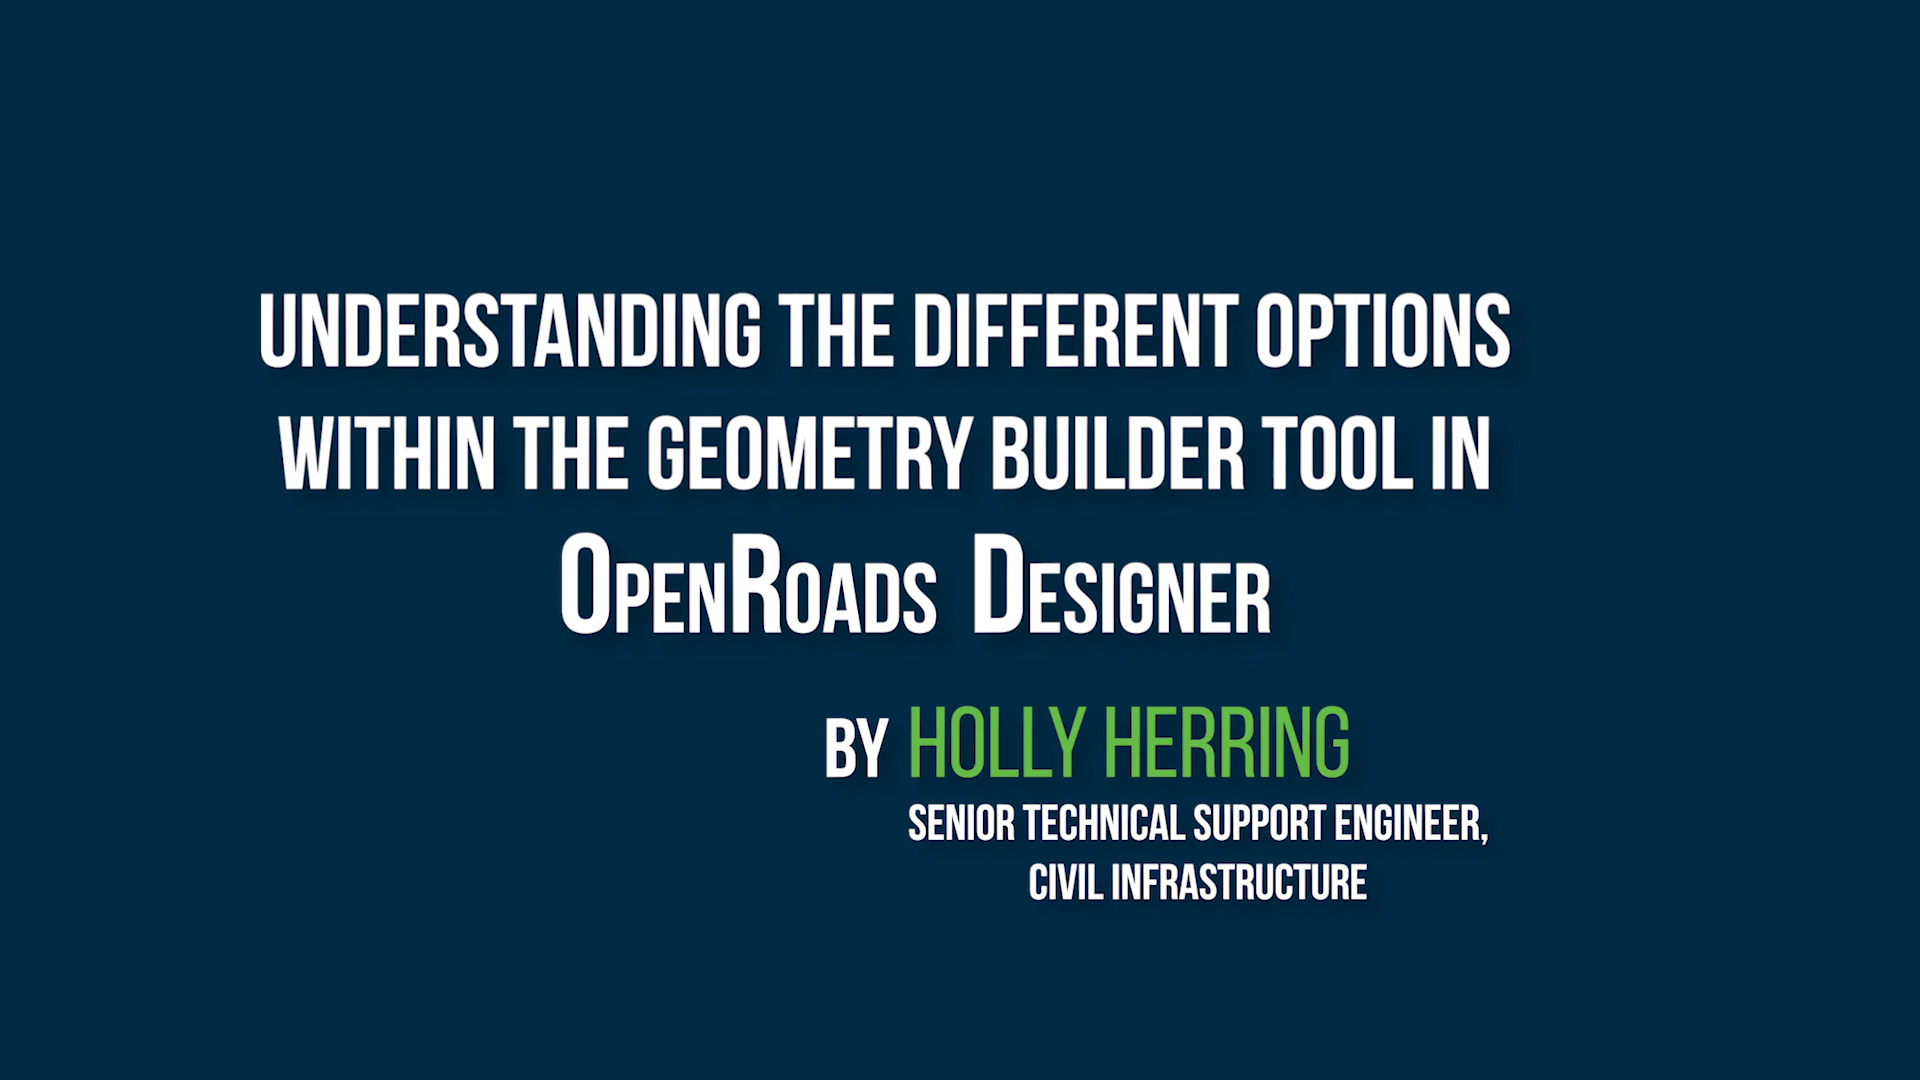 UNDERSTANDING THE DIFFERENT OPTIONS
WITHIN THE GEOMETRY BUILDER TOOL IN
OPENROADS DESIGNER
BY HOLLY HERRING
SENIOR TECHNICAL SUPPORT ENGINEER,
CIVIL INFRASTRUCTURE